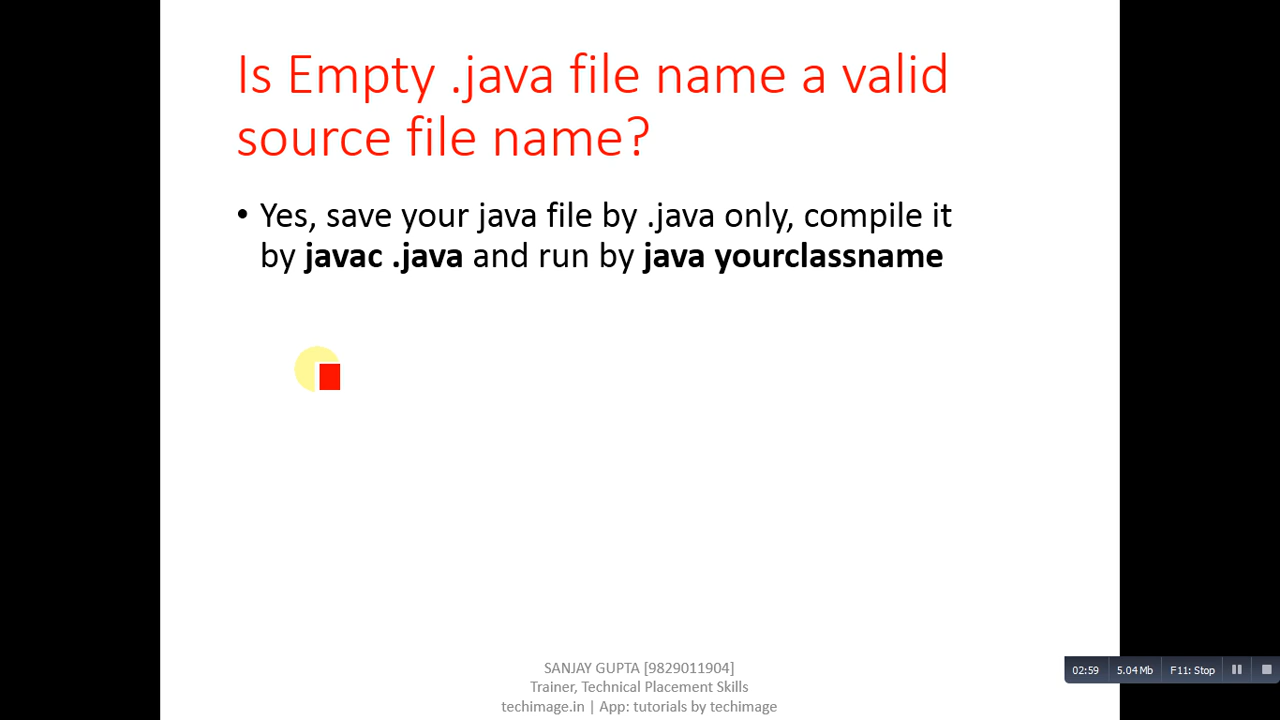 Is Empty .java file name a valid
source file name?
• Yes, save your java file by .java only, compile it
by javac .java and run by java yourclassname
SANJAY GUPTA [9829011904]
Trainer, Technical Placement Skills
techimage.in | App: tutorials by techimage
02:59 5.04 Mb F11: Stop